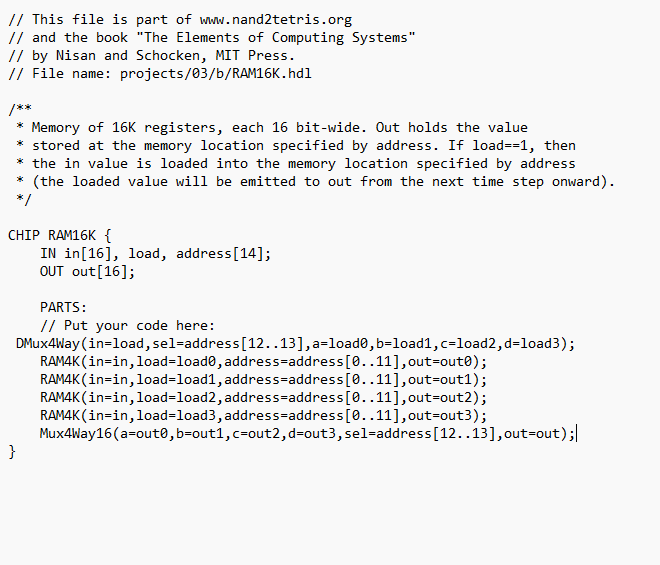 // This file is part of www.nand2tetris.org
// and the book "The Elements of Computing Systems"
// by Nisan and Schocken, MIT Press.
// File name: projects/03/b/RAM16K.hdl

/**
 * Memory of 16K registers, each 16 bit-wide. Out holds the value
 * stored at the memory location specified by address. If load==1, then
 * the in value is loaded into the memory location specified by address
 * (the loaded value will be emitted to out from the next time step onward).
 */

CHIP RAM16K {
    IN in[16], load, address[14];
    OUT out[16];

    PARTS:
    // Put your code here:
 DMux4Way(in=load,sel=address[12..13],a=load0,b=load1,c=load2,d=load3);
    RAM4K(in=in,load=load0,address=address[0..11],out=out0);
    RAM4K(in=in,load=load1,address=address[0..11],out=out1);
    RAM4K(in=in,load=load2,address=address[0..11],out=out2);
    RAM4K(in=in,load=load3,address=address[0..11],out=out3);
    Mux4Way16(a=out0,b=out1,c=out2,d=out3,sel=address[12..13],out=out);
}